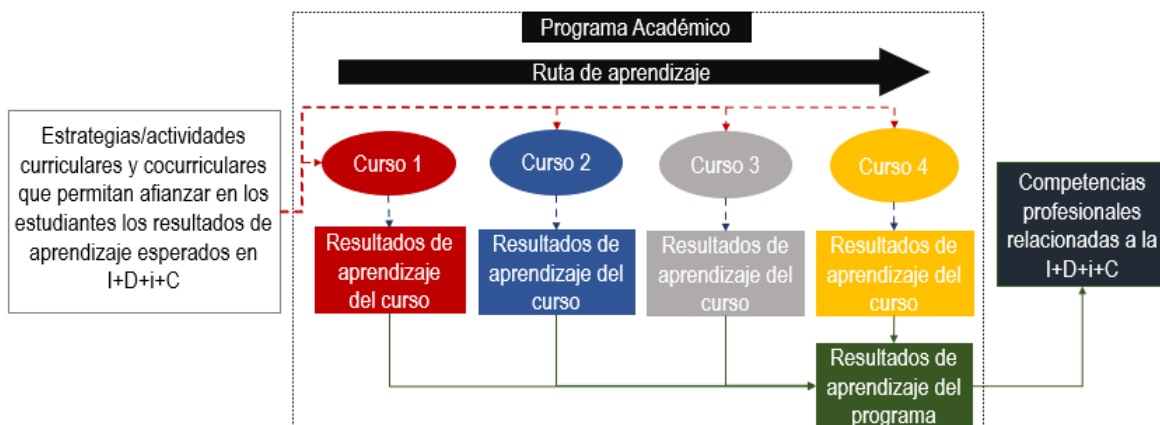 Programa Académico
Ruta de aprendizaje
Estrategias/actividades
curriculares y cocurriculares
que permitan afianzar en los
estudiantes los resultados de
aprendizaje esperados en
I+D+i+C
Curso 1
Curso 2
Curso 3
Curso 4
Resultados de
aprendizaje
del curso
Resultados de
aprendizaje del
curso
Resultados de
aprendizaje del
curso
Resultados de
aprendizaje del
curso
Resultados de
aprendizaje del
programa
Competencias
profesionales
relacionadas a la
I+D+i+C